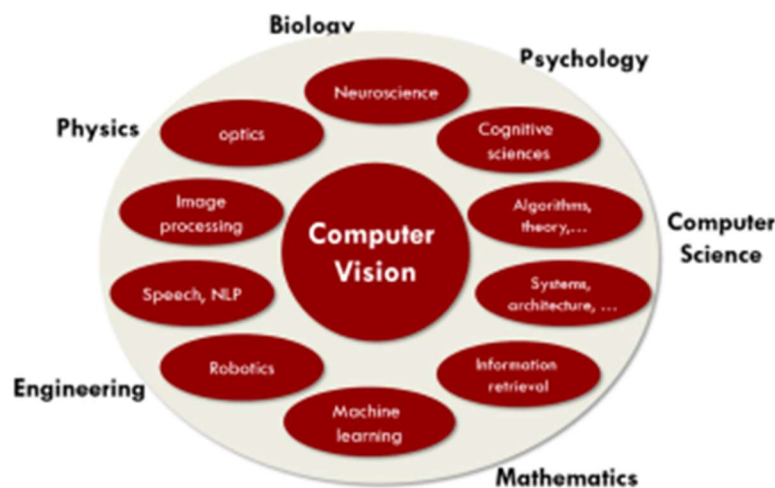 Biology
Psychology
Neuroscience
Physics
optics
Cognitive
sciences
Image
processing
Algorithms,
theory,...
Computer
Vision
Computer
Science
Speech, NLP
Systems,
architecture, ...
Engineering
Robotics
Information
retrieval
Machine
learning
Mathematics